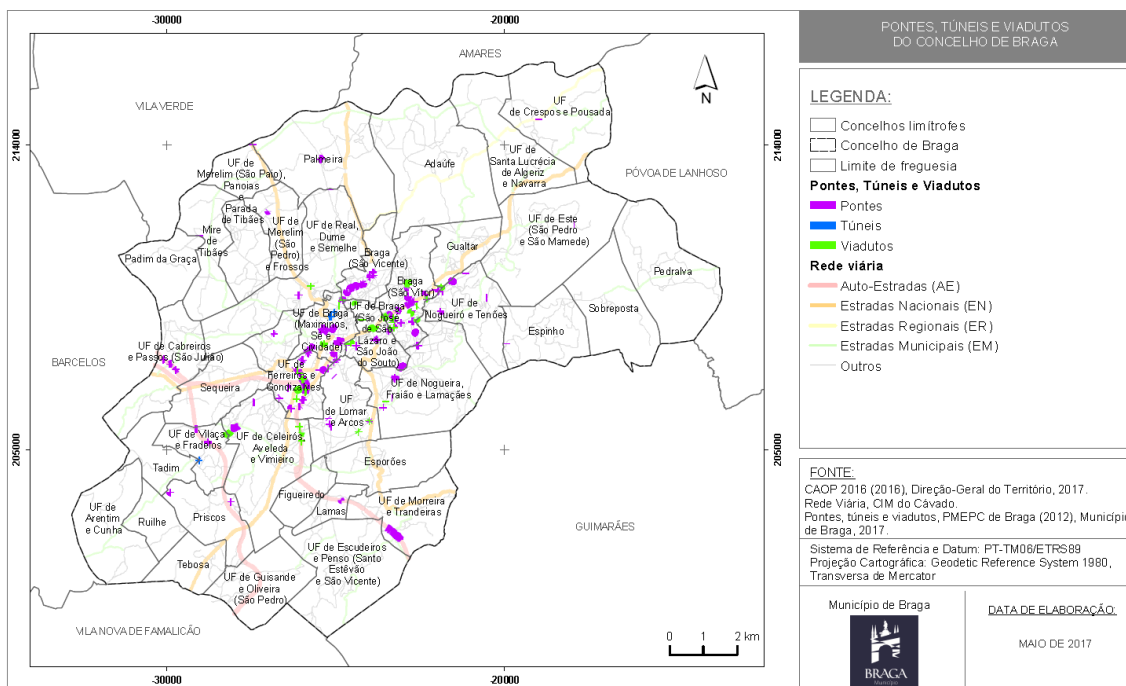 -30000
-20000
AMARES
VILA VERDE
N
UF
de Crespos e Pousada
214000
214000
Palmeira
Adaúfe
UF de
Santa Lucrécia
de Algeriz
e Navarra
PÓVOA DE LANHOSO
UF de
Merelim (São Paio),
Panoias
e
Parada
de Tibães
Mire
de
Tibães
Padim da Graça
UF de
Merelim
(São
Pedro)
e Frossos
UF de Real,
Dume
e Semelhe
Braga
(São Vicente)
Gualtar
UF de Este
(São Pedro
e São Mamede)
Pedralva
Braga
(São Vítor)
UF de
Nogueiró e Tenões
Sobreposta
Espinho
UF de Braga
(Maximinos,
Sé e
Cividade)
UF de Braga
(São José
de São
Lázaro e
São João
do Souto)
BARCELOS
UF de Cabreiros
e Passos (São Julião)
Sequeira
UF de
Ferreiros e
Gondizalves
UF de Nogueira,
Fraião e Lamaçães
UF
de Lomar
e Arcos
UF de Vilaça
e Fradelos
UF de Celeirós,
Aveleda
e Vimieiro
205000
205000
Tadim
Esporões
Figueiredo
Lamas
UF de Morreira
e Trandeiras
UF de
Arentim
e Cunha
Ruilhe
Priscos
GUIMARÃES
UF de Escudeiros
e Penso (Santo
Estêvão
e São Vicente)
Tebosa
UF de Guisande
e Oliveira
(São Pedro)
VILA NOVA DE FAMALICÃO
0 1 2 km
-30000
-20000
PONTES, TÚNEIS E VIADUTOS
DO CONCELHO DE BRAGA
LEGENDA:
Concelhos limítrofes
Concelho de Braga
Limite de freguesia
Pontes, Túneis e Viadutos
Pontes
Túneis
Viadutos
Rede viária
Auto-Estradas (AE)
Estradas Nacionais (EN)
Estradas Regionais (ER)
Estradas Municipais (EM)
Outros
FONTE:
CAOP 2016 (2016), Direção-Geral do Território, 2017.
Rede Viária, CIM do Cávado.
Pontes, túneis e viadutos, PMEPC de Braga (2012), Município
de Braga, 2017.
Sistema de Referência e Datum: PT-TM06/ETRS89
Projeção Cartográfica: Geodetic Reference System 1980,
Transversa de Mercator
Município de Braga
BRAGA
Município
DATA DE ELABORAÇÃO:
MAIO DE 2017